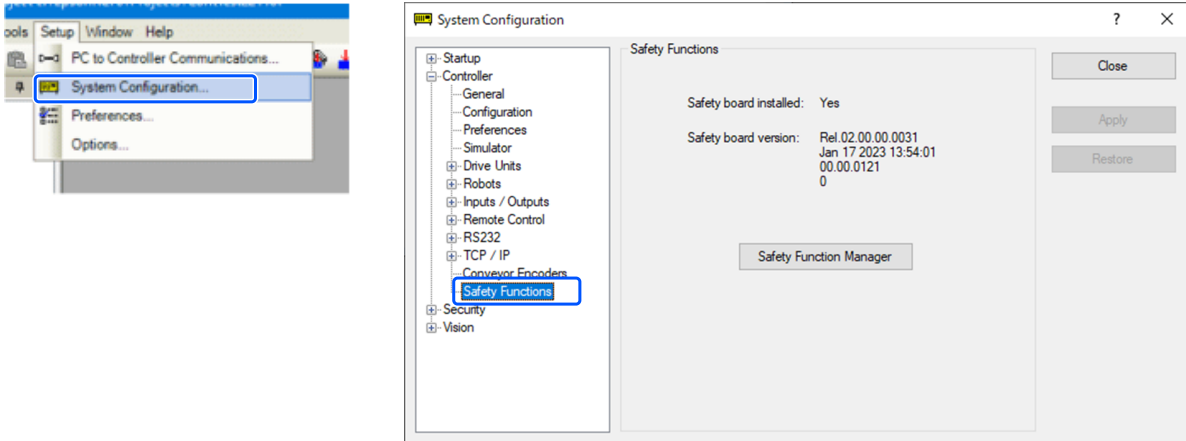 ools Setup Window Help
PC to Controller Communications...
System Configuration...
Preferences...
Options...
System Configuration
? ×
Startup
Controller
General
Configuration
Preferences
Simulator
Drive Units
Robots
Inputs / Outputs
Remote Control
RS232
TCP / IP
Conveyor Encoders
Safety Functions
Security
Vision
Safety Functions
Safety board installed: Yes
Safety board version: Rel.02.00.00.0031
Jan 17 2023 13:54:01
00.00.0121
0
Safety Function Manager
Close
Apply
Restore